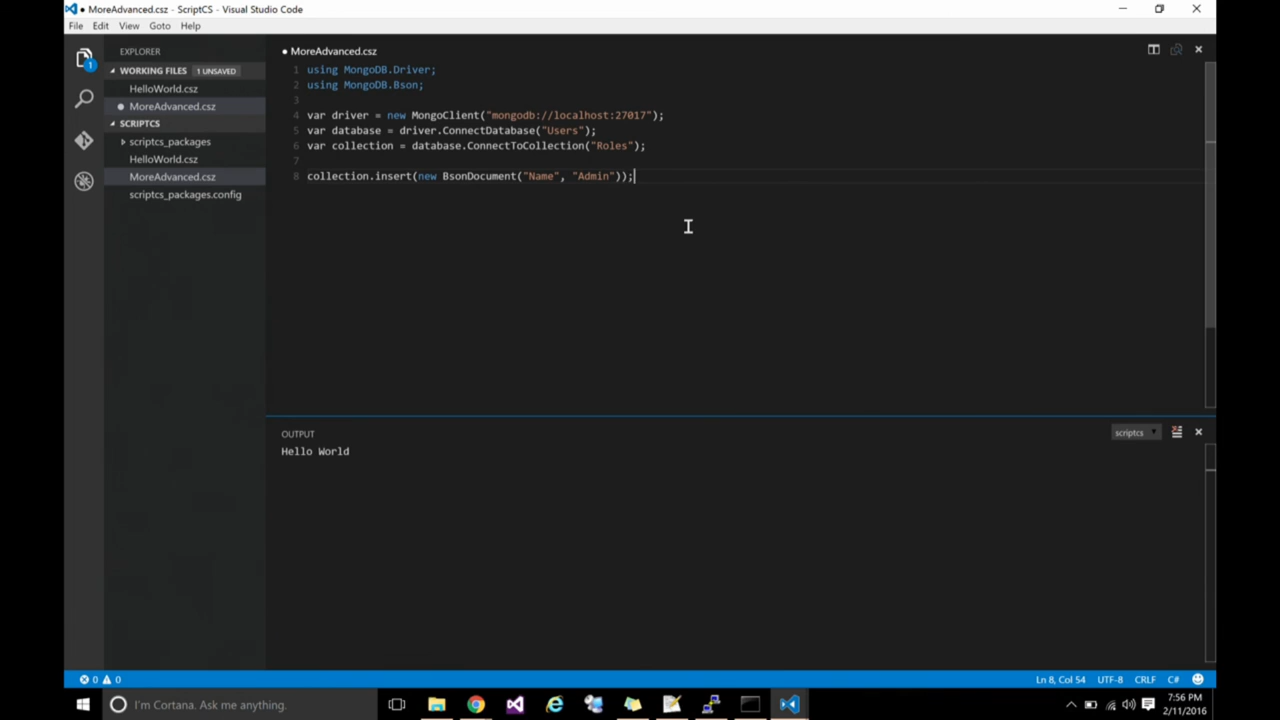 ● MoreAdvanced.csz - ScriptCS - Visual Studio Code
File Edit View Goto Help
EXPLORER
WORKING FILES 1 UNSAVED
HelloWorld.csz
● MoreAdvanced.csz
SCRIPTCS
scriptcs_packages
HelloWorld.csz
MoreAdvanced.csz
scriptcs_packages.config
1
● MoreAdvanced.csz
1 using MongoDB.Driver;
2 using MongoDB.Bson;
3
4 var driver = new MongoClient("mongodb://localhost:27017");
5 var database = driver.ConnectDatabase("Users");
6 var collection = database.ConnectToCollection("Roles");
7
8 collection.insert(new BsonDocument("Name", "Admin"));
OUTPUT
scriptcs
Hello World
0 0
Ln 8, Col 54 UTF-8 CRLF C#
I'm Cortana. Ask me anything.
7:56 PM
2/11/2016